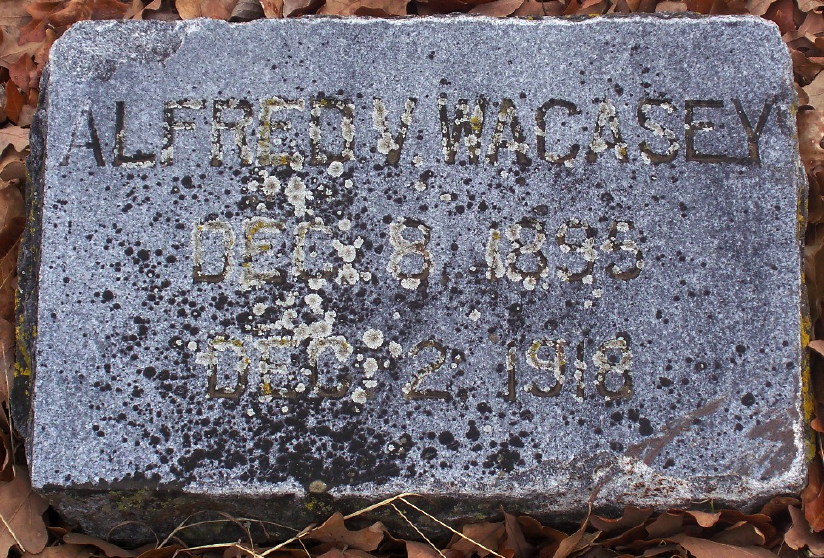 ALFRED V. WACASEY
DEC. 8, 1895
DEC. 2, 1918